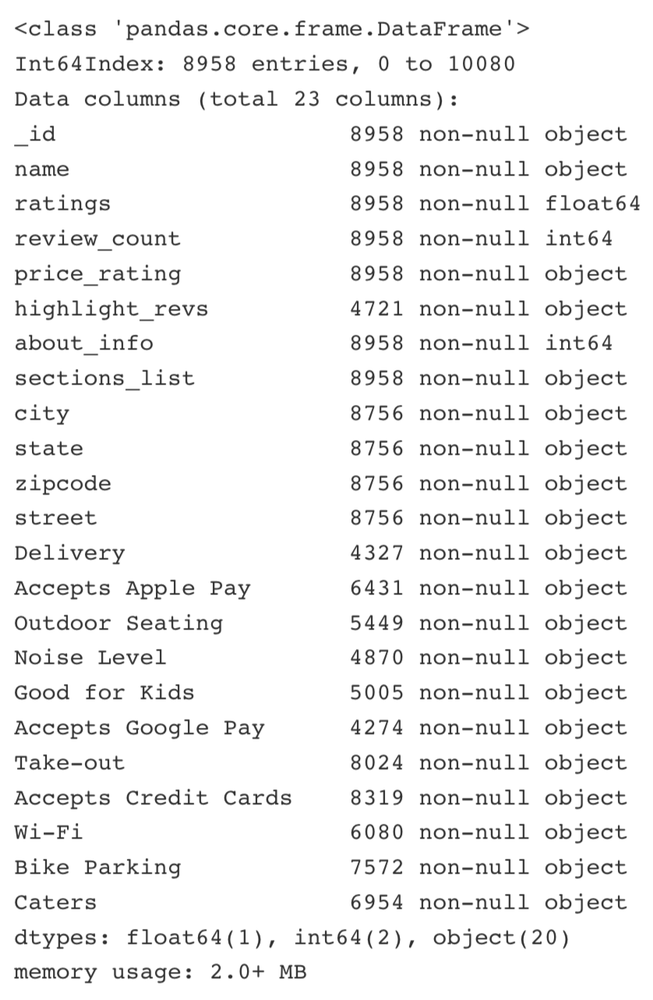 <class 'pandas.core.frame.DataFrame'>
Int64Index: 8958 entries, 0 to 10080
Data columns (total 23 columns):
_id                     8958 non-null object
name                    8958 non-null object
ratings                 8958 non-null float64
review_count            8958 non-null int64
price_rating            8958 non-null object
highlight_revs          4721 non-null object
about_info              8958 non-null int64
sections_list           8958 non-null object
city                    8756 non-null object
state                   8756 non-null object
zipcode                 8756 non-null object
street                  8756 non-null object
Delivery                4327 non-null object
Accepts Apple Pay       6431 non-null object
Outdoor Seating         5449 non-null object
Noise Level             4870 non-null object
Good for Kids           5005 non-null object
Accepts Google Pay      4274 non-null object
Take-out                8024 non-null object
Accepts Credit Cards    8319 non-null object
Wi-Fi                   6080 non-null object
Bike Parking            7572 non-null object
Caters                  6954 non-null object
dtypes: float64(1), int64(2), object(20)
memory usage: 2.0+ MB